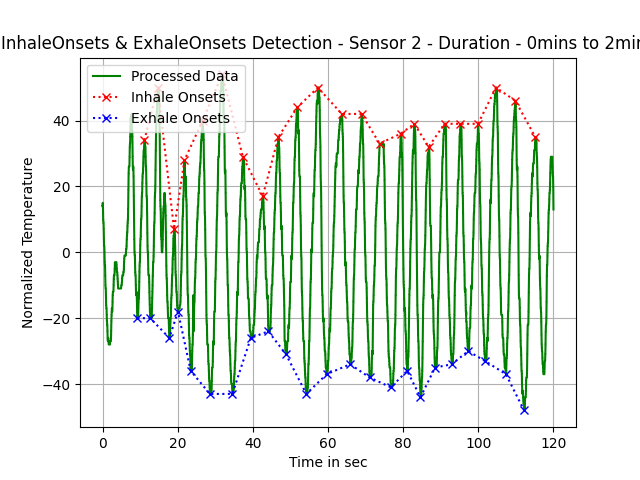 InhaleOnsets & ExhaleOnsets Detection - Sensor 2 - Duration - 0mins to 2min
Processed Data
Inhale Onsets
Exhale Onsets
Normalized Temperature
40
20
0
−20
−40
0 20 40 60 80 100 120
Time in sec